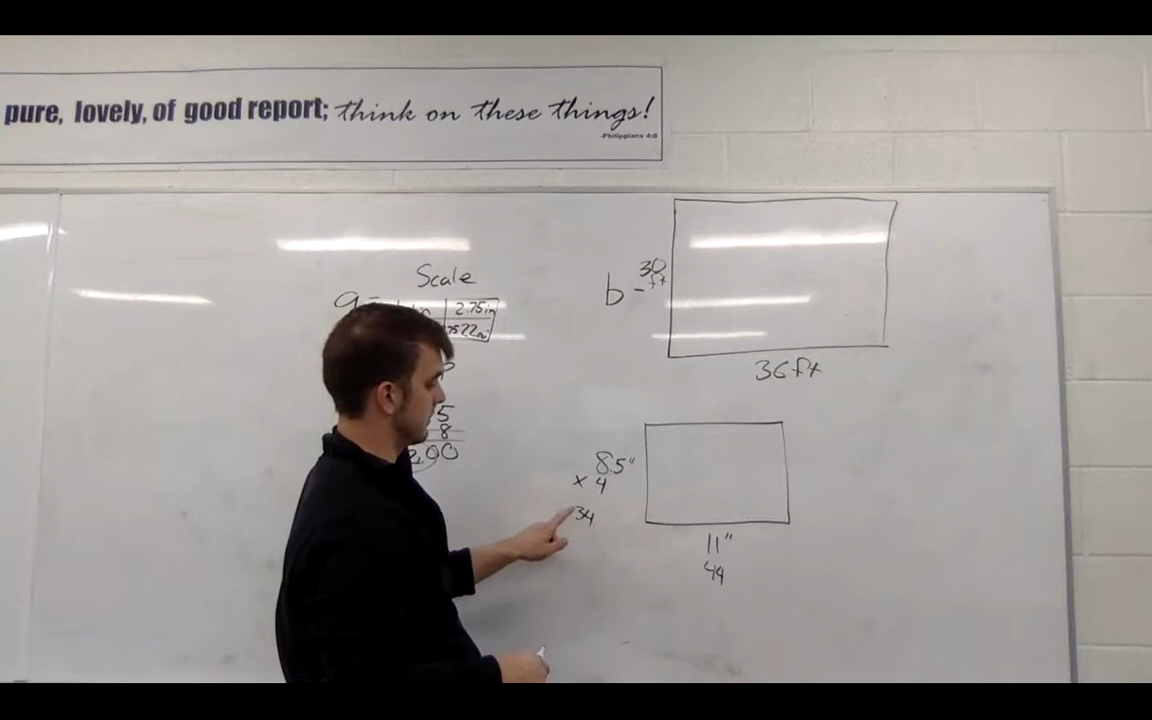 pure, lovely, of good report; think on these things!
-Philippians 4:8
Scale
2.75in
8
00
b - 30 ft
36 ft
8.5"
x 4
34
11"
44